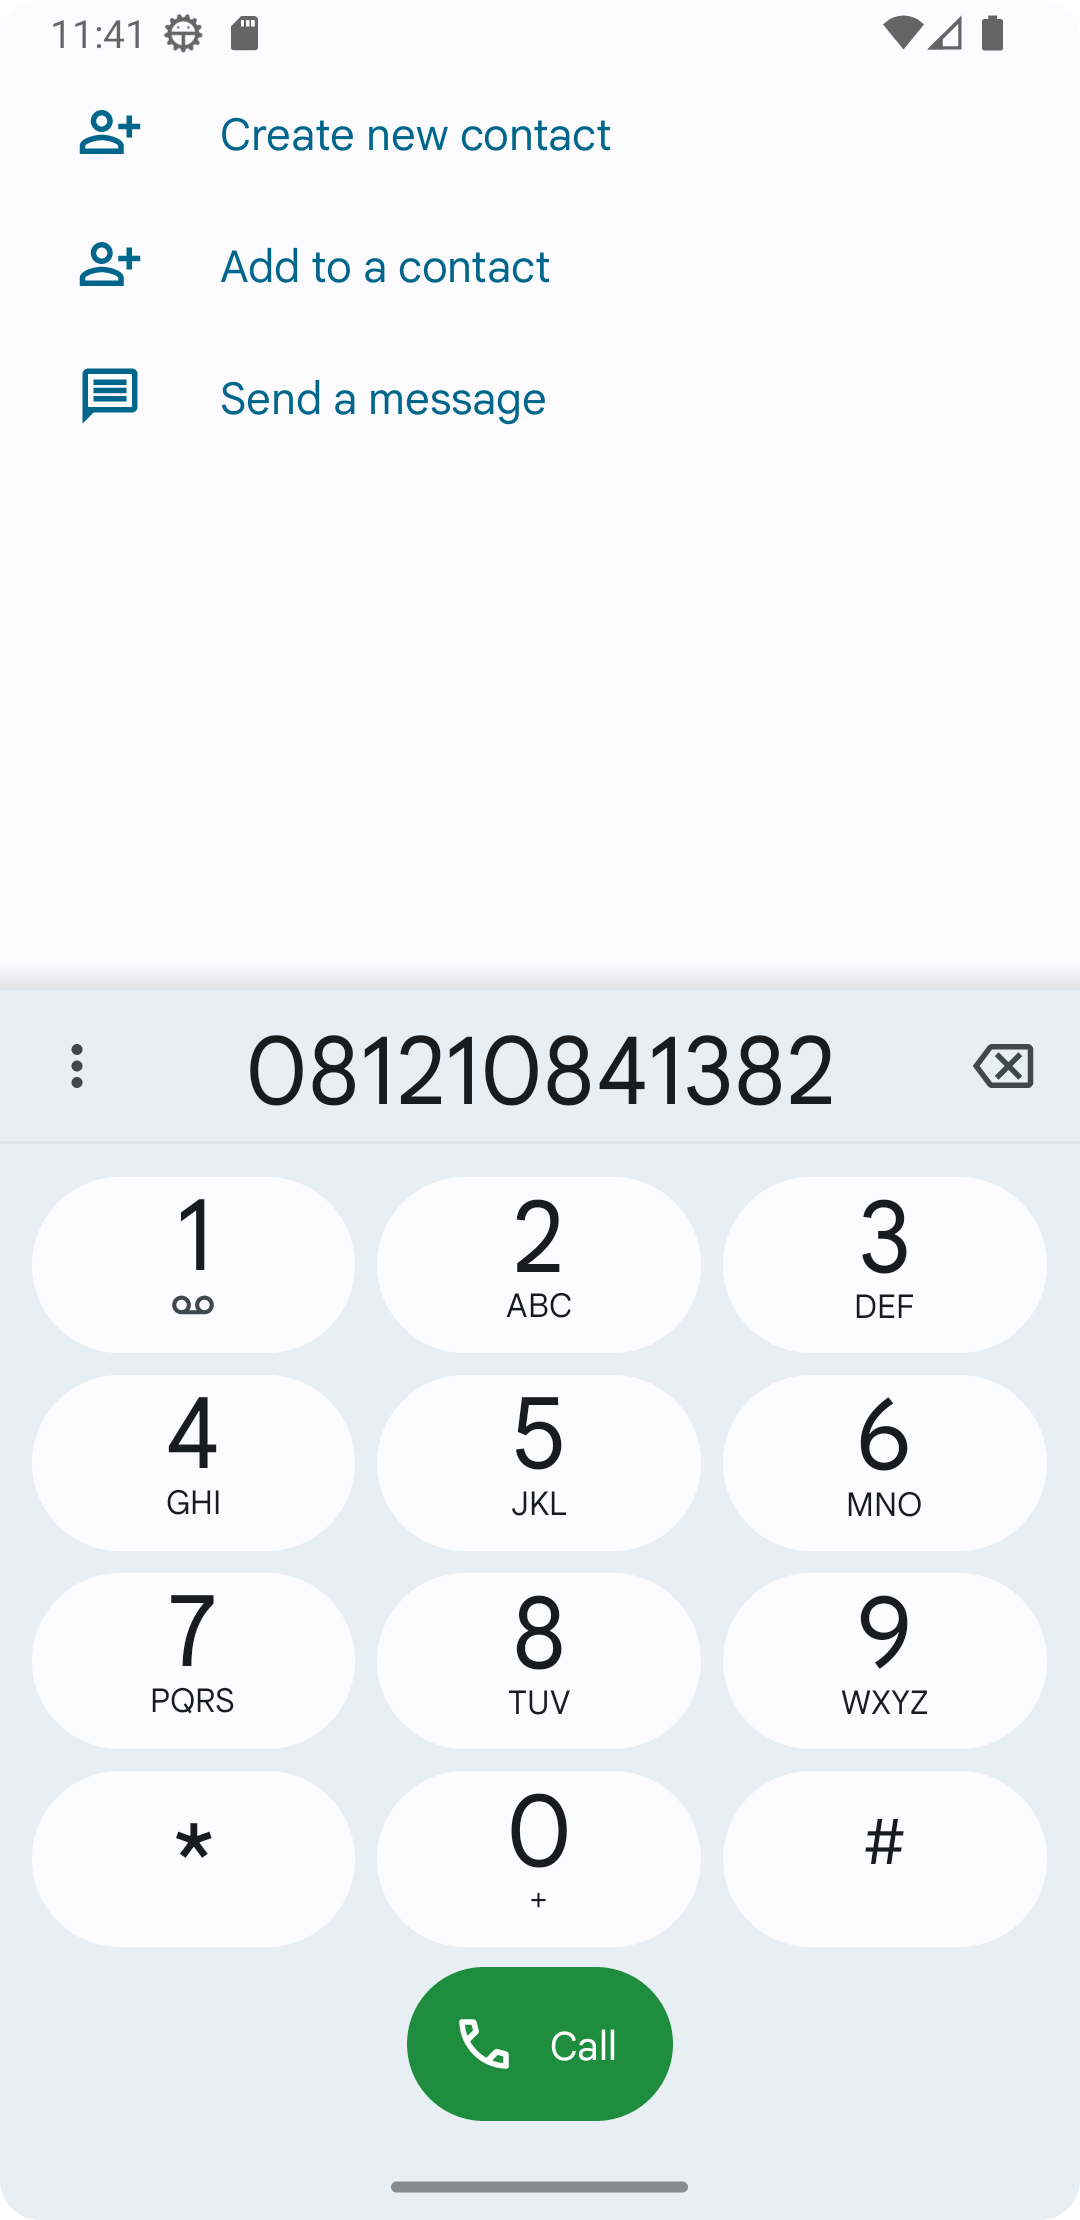 11:41
Create new contact
Add to a contact
Send a message
081210841382
1
2
ABC
3
DEF
4
GHI
5
JKL
6
MNO
7
PQRS
8
TUV
9
WXYZ
*
0
+
#
Call